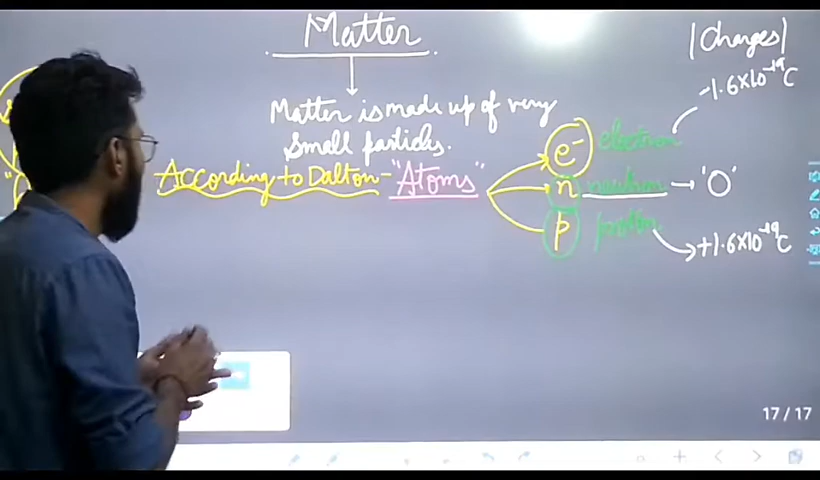 Matter
|Charges|
-1.6×10⁻¹⁹C
Matter is made up of very
small particles.
e⁻ electron
According to Dalton - "Atoms"
n neutron → 'O'
p proton
+1.6×10⁻¹⁹C
17/17